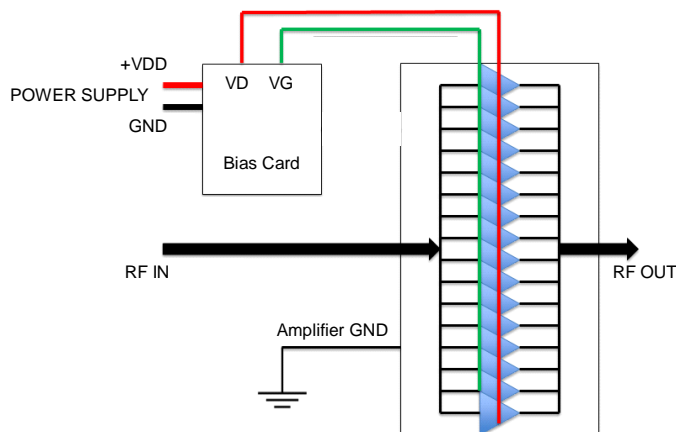 +VDD
VD VG
POWER SUPPLY
GND
Bias Card
RF IN
RF OUT
Amplifier GND